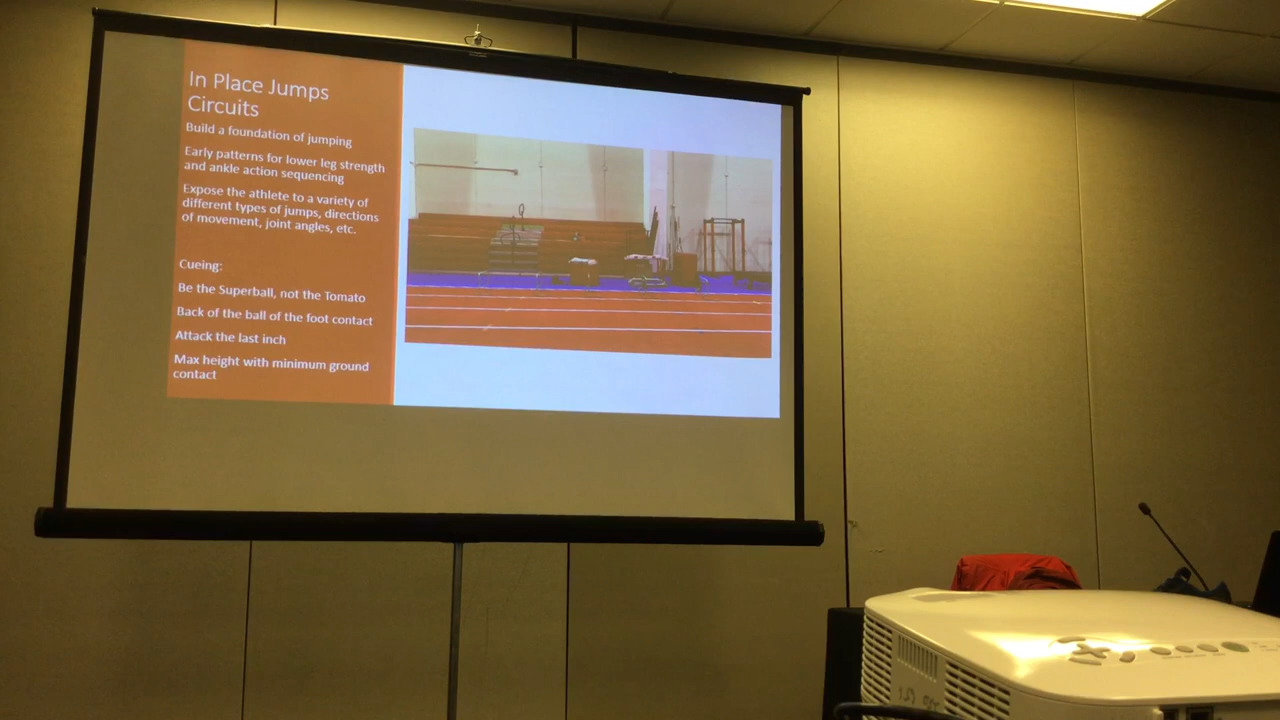 In Place Jumps
Circuits
Build a foundation of jumping
Early patterns for lower leg strength
and ankle action sequencing
Expose the athlete to a variety of
different types of jumps, directions
of movement, joint angles, etc.
Cueing:
Be the Superball, not the Tomato
Back of the ball of the foot contact
Attack the last inch
Max height with minimum ground
contact